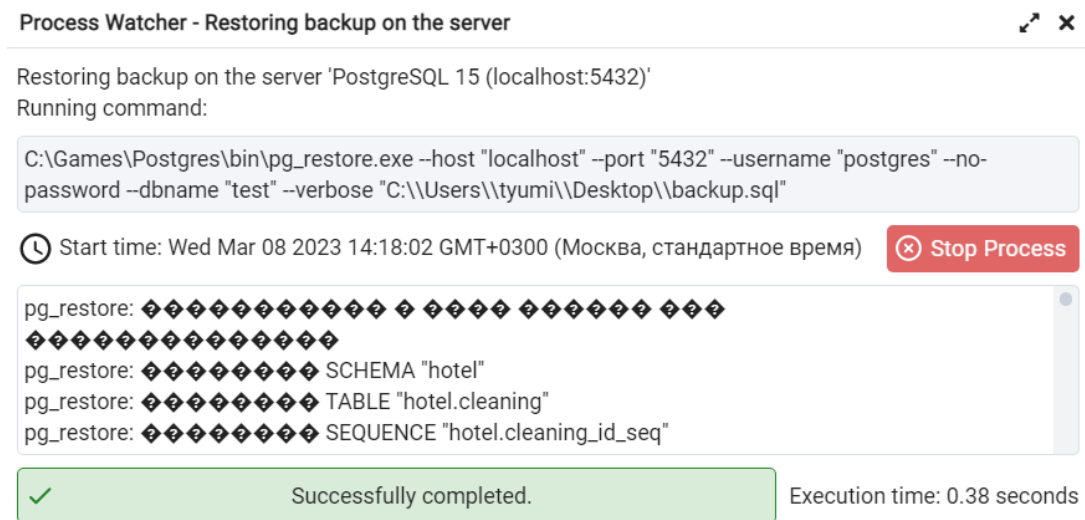 Process Watcher - Restoring backup on the server
Restoring backup on the server 'PostgreSQL 15 (localhost:5432)'
Running command:
C:\Games\Postgres\bin\pg_restore.exe --host "localhost" --port "5432" --username "postgres" --no-
password --dbname "test" --verbose "C:\\Users\\tyumi\\Desktop\\backup.sql"
Start time: Wed Mar 08 2023 14:18:02 GMT+0300 (Москва, стандартное время)
Stop Process
pg_restore: ������������ � ���� ������ ���
����������������
pg_restore: ��������� SCHEMA "hotel"
pg_restore: ��������� TABLE "hotel.cleaning"
pg_restore: ��������� SEQUENCE "hotel.cleaning_id_seq"
Successfully completed.
Execution time: 0.38 seconds